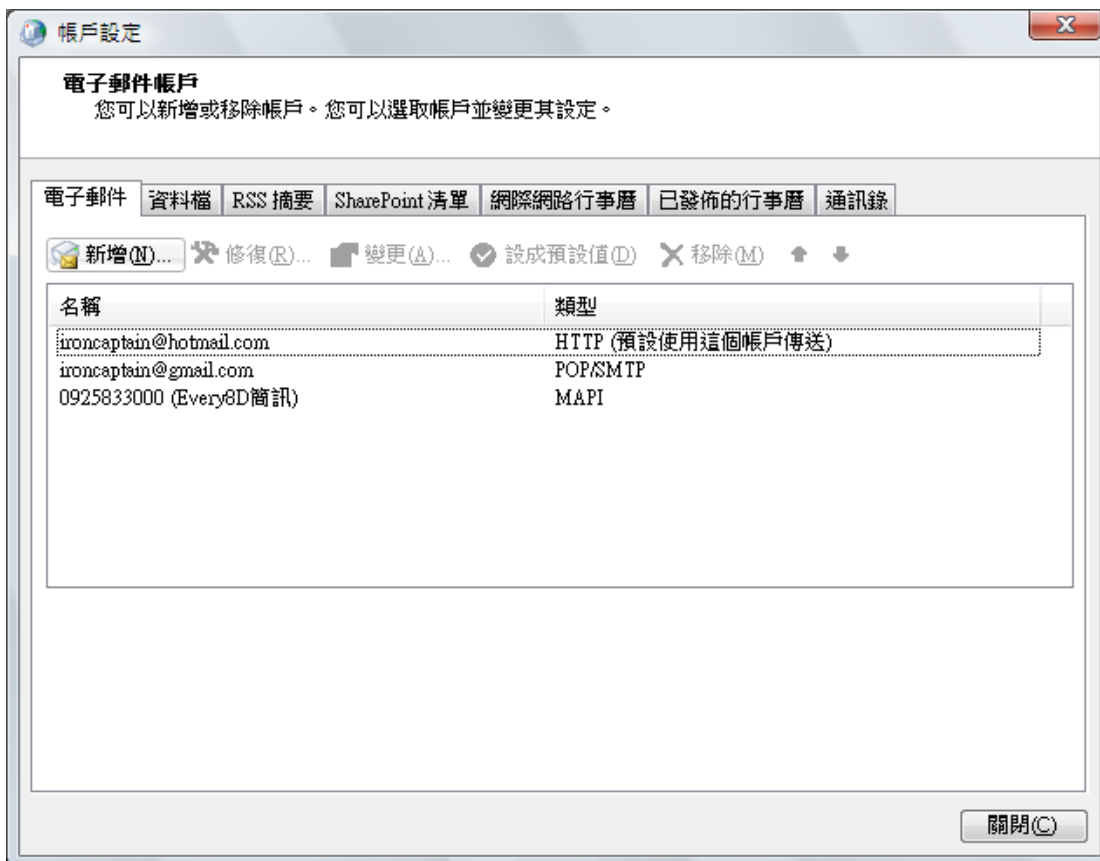 帳戶設定
X
電子郵件帳戶
您可以新增或移除帳戶。您可以選取帳戶並變更其設定。
電子郵件 資料檔 RSS 摘要 SharePoint 清單 網際網路行事曆 已發佈的行事曆 通訊錄
新增(N)... 修復(R)... 變更(A)... 設成預設值(D) 移除(M)
名稱 類型
ironcaptain@hotmail.com HTTP (預設使用這個帳戶傳送)
ironcaptain@gmail.com POP/SMTP
0925833000 (Every8D簡訊) MAPI
關閉(C)